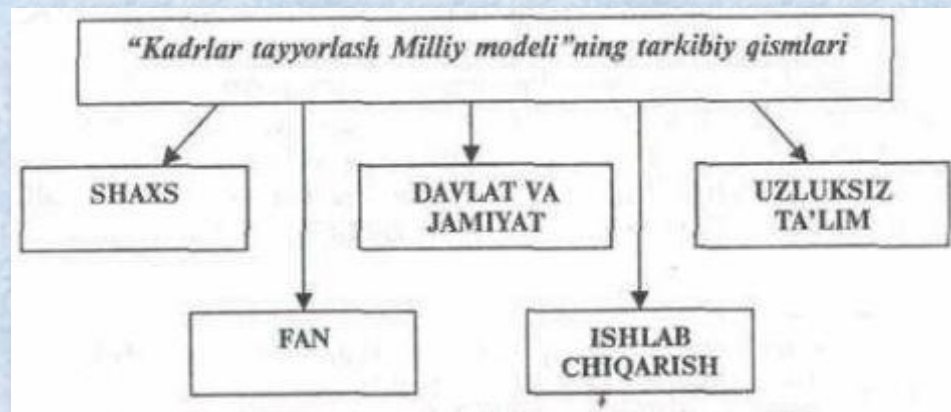 "Kadrlar tayyorlash Milliy modeli"ning tarkibiy qismlari
SHAXS
DAVLAT VA
JAMIYAT
UZLUKSIZ
TA'LIM
FAN
ISHLAB
CHIQARISH